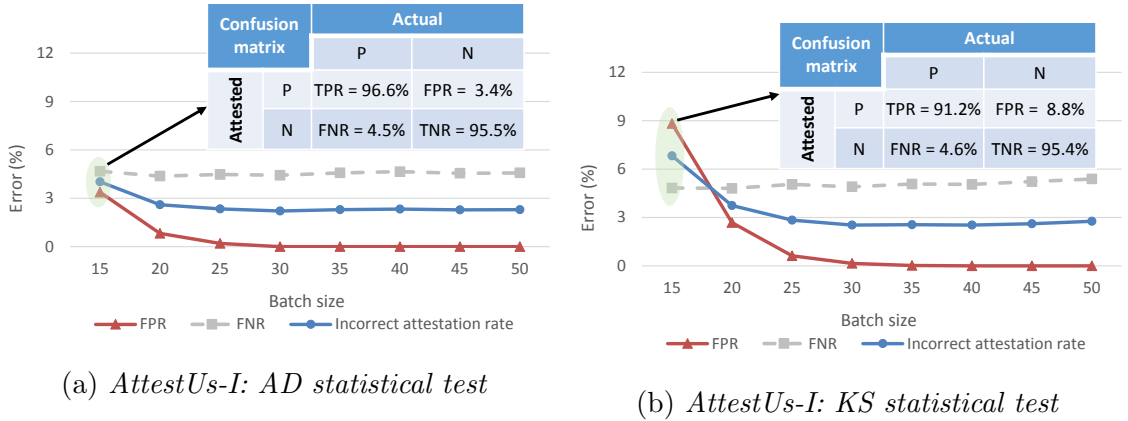 Confusion matrix
Actual
P N
Attested
P TPR = 96.6% FPR = 3.4%
N FNR = 4.5% TNR = 95.5%
Error (%)
12
9
6
3
0
15 20 25 30 35 40 45 50
Batch size
FPR FNR Incorrect attestation rate
(a) AttestUs-I: AD statistical test
Confusion matrix
Actual
P N
Attested
P TPR = 91.2% FPR = 8.8%
N FNR = 4.6% TNR = 95.4%
Error (%)
12
9
6
3
0
15 20 25 30 35 40 45 50
Batch size
FPR FNR Incorrect attestation rate
(b) AttestUs-I: KS statistical test